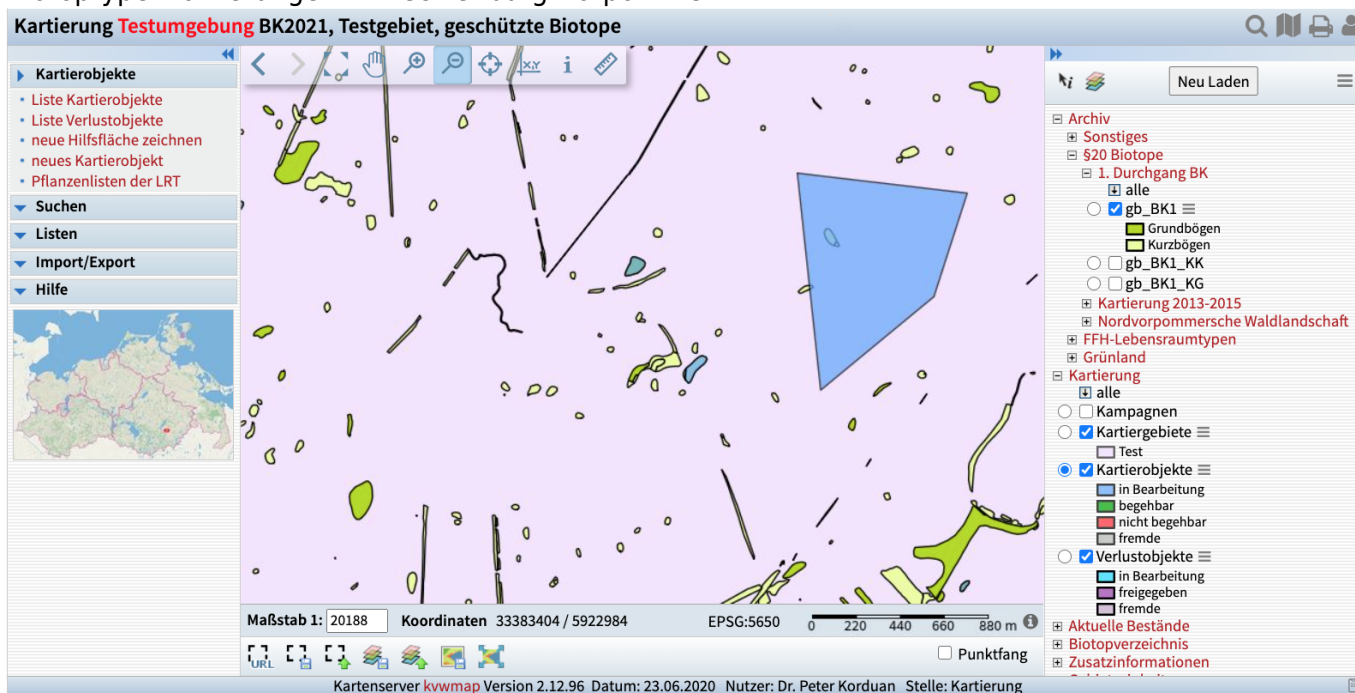 Kartierung Testumgebung BK2021, Testgebiet, geschützte Biotope
Kartierobjekte
Liste Kartierobjekte
Liste Verlustobjekte
neue Hilfsfläche zeichnen
neues Kartierobjekt
Pflanzenlisten der LRT
Suchen
Listen
Import/Export
Hilfe
x,y
i
Maßstab 1: 20188 Koordinaten 33383404 / 5922984 EPSG:5650 0 220 440 660 880 m
URL
Punktfang
i
Neu Laden
Archiv
Sonstiges
§20 Biotope
1. Durchgang BK
alle
gb_BK1
Grundbögen
Kurzbögen
gb_BK1_KK
gb_BK1_KG
Kartierung 2013-2015
Nordvorpommersche Waldlandschaft
FFH-Lebensraumtypen
Grünland
Kartierung
alle
Kampagnen
Kartiergebiete
Test
Kartierobjekte
in Bearbeitung
begehbar
nicht begehbar
fremde
Verlustobjekte
in Bearbeitung
freigegeben
fremde
Aktuelle Bestände
Biotopverzeichnis
Zusatzinformationen
Kartenserver kvwmap Version 2.12.96 Datum: 23.06.2020 Nutzer: Dr. Peter Korduan Stelle: Kartierung